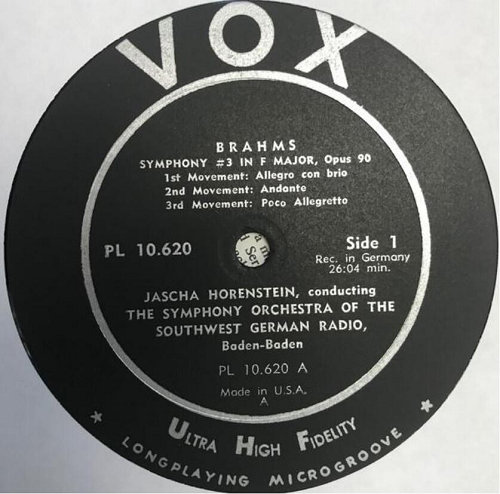 VOX
BRAHMS
SYMPHONY #3 IN F MAJOR, Opus 90
1st Movement: Allegro con brio
2nd Movement: Andante
3rd Movement: Poco Allegretto
PL 10.620
Side 1
Rec. in Germany
26:04 min.
JASCHA HORENSTEIN, conducting
THE SYMPHONY ORCHESTRA OF THE
SOUTHWEST GERMAN RADIO,
Baden-Baden
PL 10.620 A
Made in U.S.A.
A
ULTRA HIGH FIDELITY
* LONGPLAYING MICROGROOVE *